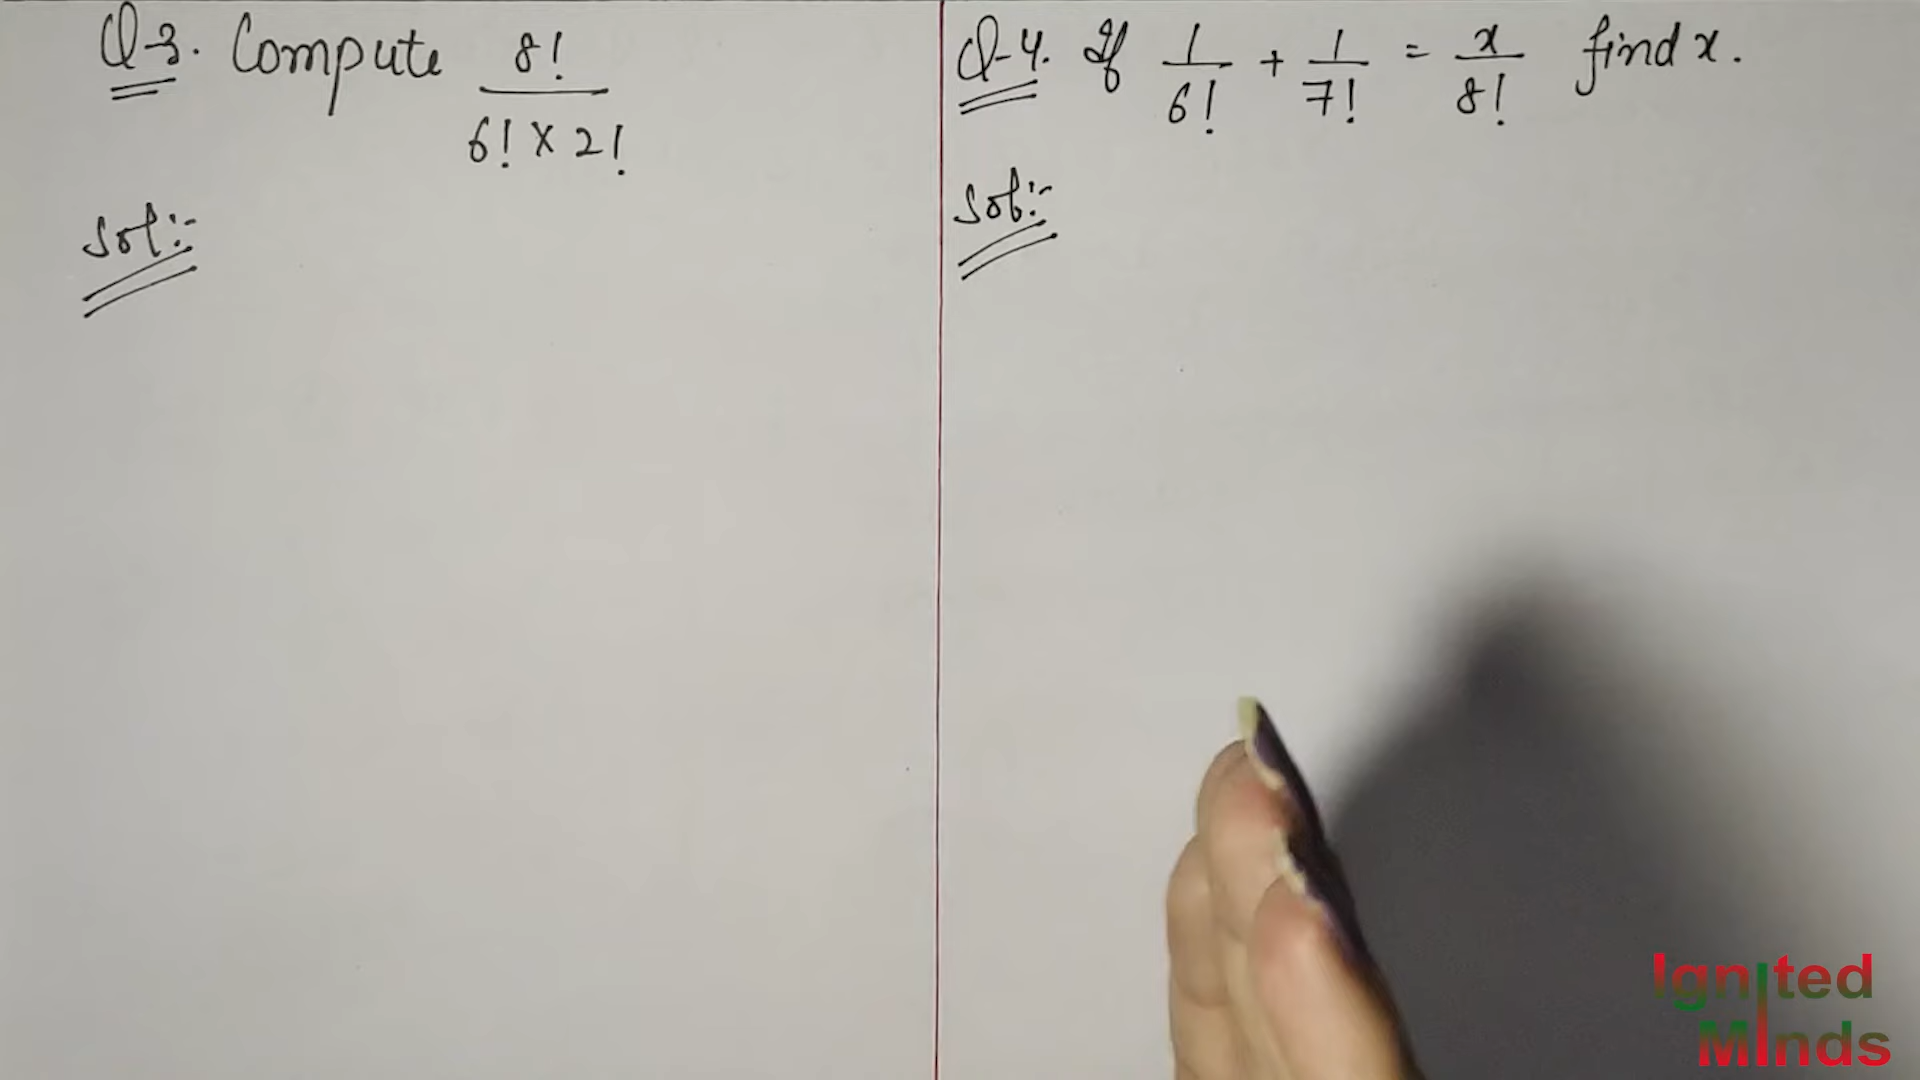 Q-3. Compute 8!
6! X 2!
Sol:-
Q-4. If 1/6! + 1/7! = x/8! find x.
Sol:-
Ignited
Minds